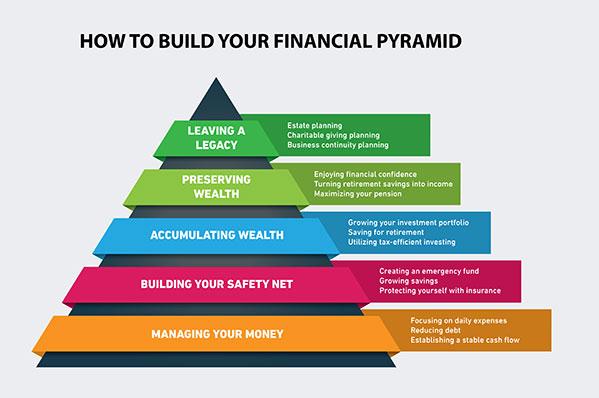 HOW TO BUILD YOUR FINANCIAL PYRAMID
LEAVING A
LEGACY
Estate planning
Charitable giving planning
Business continuity planning
PRESERVING
WEALTH
Enjoying financial confidence
Turning retirement savings into income
Maximizing your pension
ACCUMULATING WEALTH
Growing your investment portfolio
Saving for retirement
Utilizing tax-efficient investing
BUILDING YOUR SAFETY NET
Creating an emergency fund
Growing savings
Protecting yourself with insurance
MANAGING YOUR MONEY
Focusing on daily expenses
Reducing debt
Establishing a stable cash flow